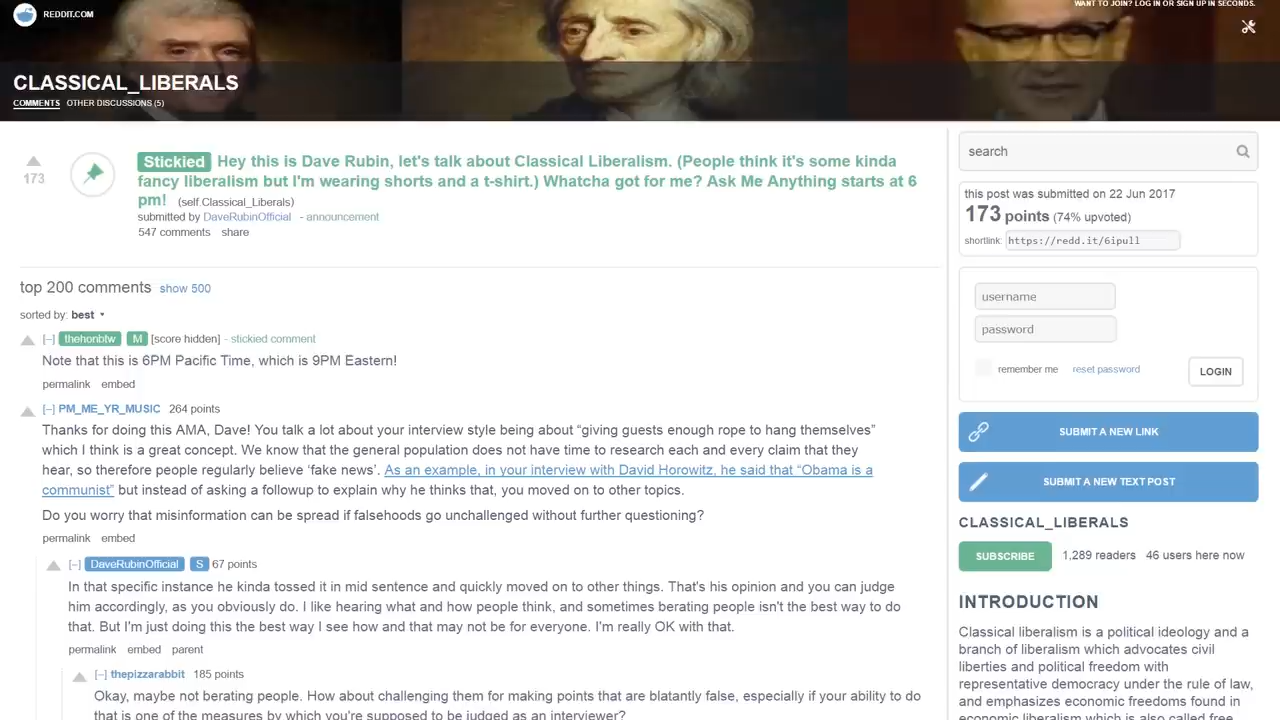 REDDIT.COM
WANT TO JOIN? LOG IN OR SIGN UP IN SECONDS.
CLASSICAL_LIBERALS
COMMENTS OTHER DISCUSSIONS (5)
173
Stickied Hey this is Dave Rubin, let's talk about Classical Liberalism. (People think it's some kinda
fancy liberalism but I'm wearing shorts and a t-shirt.) Whatcha got for me? Ask Me Anything starts at 6
pm! (self Classical_Liberals)
submitted by DaveRubinOfficial - announcement
547 comments share
top 200 comments show 500
sorted by: best
[–] thehonbtw M [score hidden] - stickied comment
Note that this is 6PM Pacific Time, which is 9PM Eastern!
permalink embed
[–] PM_ME_YR_MUSIC 264 points
Thanks for doing this AMA, Dave! You talk a lot about your interview style being about “giving guests enough rope to hang themselves”
which I think is a great concept. We know that the general population does not have time to research each and every claim that they
hear, so therefore people regularly believe ‘fake news’. As an example, in your interview with David Horowitz, he said that “Obama is a
communist” but instead of asking a followup to explain why he thinks that, you moved on to other topics.
Do you worry that misinformation can be spread if falsehoods go unchallenged without further questioning?
permalink embed
[–] DaveRubinOfficial S 67 points
In that specific instance he kinda tossed it in mid sentence and quickly moved on to other things. That's his opinion and you can judge
him accordingly, as you obviously do. I like hearing what and how people think, and sometimes berating people isn't the best way to do
that. But I'm just doing this the best way I see how and that may not be for everyone. I'm really OK with that.
permalink embed parent
[–] thepizzarabbit 185 points
Okay, maybe not berating people. How about challenging them for making points that are blatantly false, especially if your ability to do
that is one of the measures by which you're supposed to be judged as an interviewer?
search
this post was submitted on 22 Jun 2017
173 points (74% upvoted)
shortlink: https://redd.it/6ipull
username
password
remember me reset password LOGIN
SUBMIT A NEW LINK
SUBMIT A NEW TEXT POST
CLASSICAL_LIBERALS
SUBSCRIBE 1,289 readers 46 users here now
INTRODUCTION
Classical liberalism is a political ideology and a
branch of liberalism which advocates civil
liberties and political freedom with
representative democracy under the rule of law,
and emphasizes economic freedoms found in
economic liberalism which is also called free